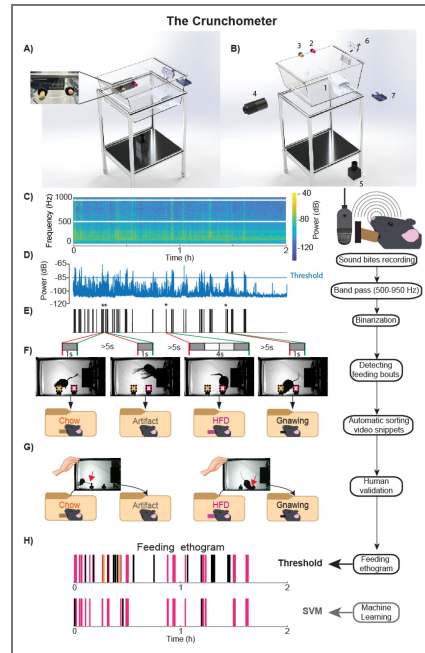 The Crunchometer
A)
B)
1
2
3
4
5
6
7
C)
Frequency (Hz)
1000
500
0
0
1
2
Time (h)
- 40
- 80
-120
Power (dB)
D)
Power (dB)
-65
-85
-100
-120
Threshold
E)
**
*
*
F)
1s
>5s
1s
>5s
4s
>5s
1s
Chow
Artifact
HFD
Gnawing
G)
Chow
Artifact
HFD
Gnawing
H)
Feeding ethogram
0
1
2
Time (h)
0
1
2
Sound bites recording
Band pass (500-950 Hz)
Binarization
Detecting
feeding bouts
Automatic sorting
video snippets
Human
validation
Threshold
Feeding
ethogram
SVM
Machine
Learning